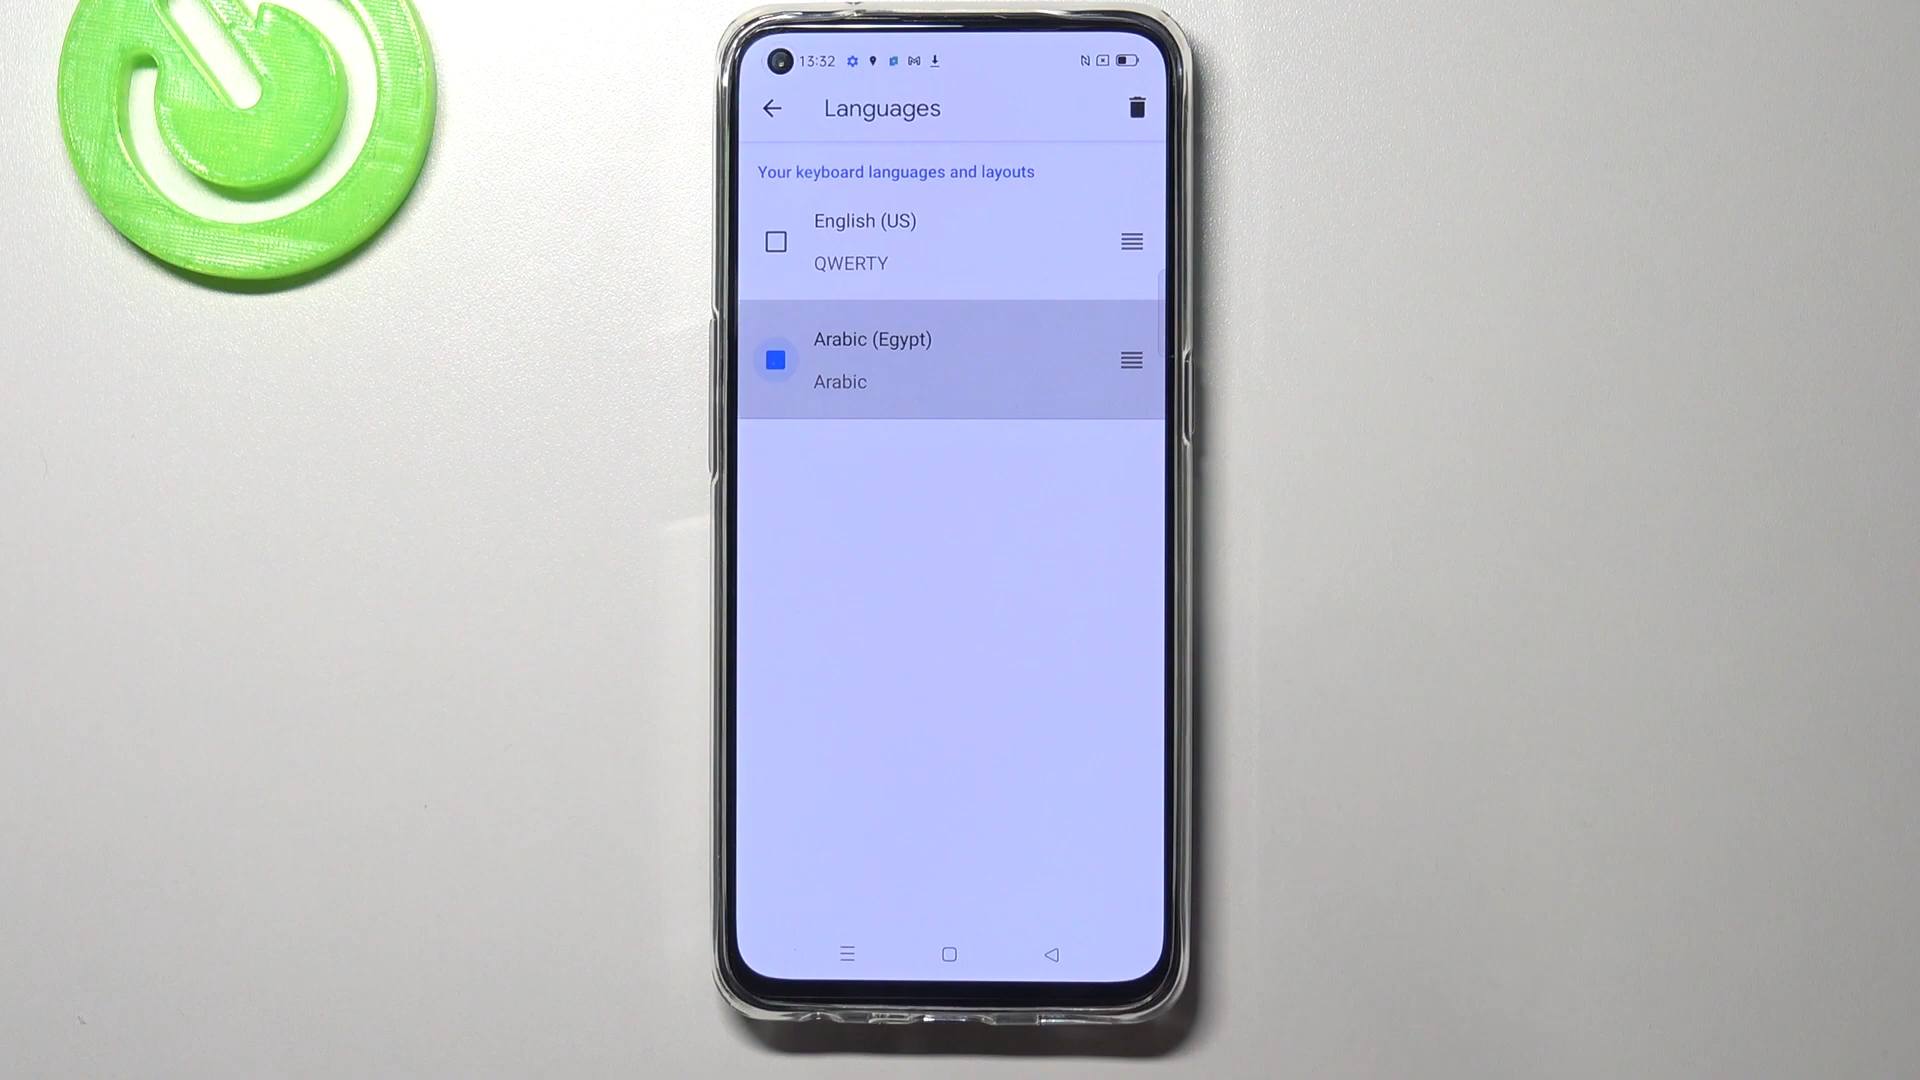 13:32
Languages
Your keyboard languages and layouts
English (US)
QWERTY
Arabic (Egypt)
Arabic